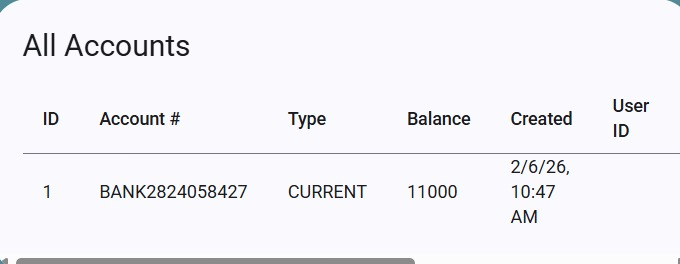 All Accounts
ID Account # Type Balance Created User ID
1 BANK2824058427 CURRENT 11000 2/6/26, 10:47 AM